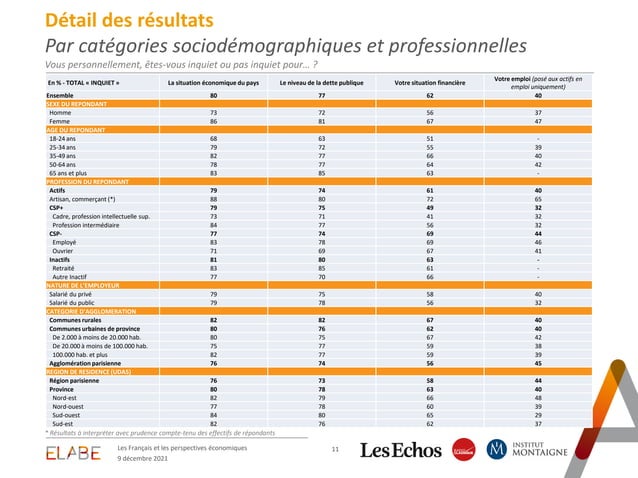 Détail des résultats
Par catégories sociodémographiques et professionnelles
Vous personnellement, êtes-vous inquiet ou pas inquiet pour... ?
En % - TOTAL « INQUIET » La situation économique du pays Le niveau de la dette publique Votre situation financière Votre emploi (posé aux actifs en emploi uniquement)
Ensemble 80 77 62 40
SEXE DU REPONDANT
Homme 73 72 56 37
Femme 86 81 67 47
AGE DU REPONDANT
18-24 ans 68 63 51 -
25-34 ans 79 72 55 39
35-49 ans 82 77 66 40
50-64 ans 78 77 64 42
65 ans et plus 83 85 63 -
PROFESSION DU REPONDANT
Actifs 79 74 61 40
Artisan, commerçant (*) 88 80 72 65
CSP+ 79 75 49 32
Cadre, profession intellectuelle sup. 73 71 41 32
Profession intermédiaire 84 77 56 32
CSP- 77 74 69 44
Employé 83 78 69 46
Ouvrier 71 69 67 41
Inactifs 81 80 63 -
Retraité 83 85 61 -
Autre Inactif 77 70 66 -
NATURE DE L'EMPLOYEUR
Salarié du privé 79 75 58 40
Salarié du public 79 78 56 32
CATEGORIE D'AGGLOMERATION
Communes rurales 82 82 67 40
Communes urbaines de province 80 76 62 40
De 2.000 à moins de 20.000 hab. 80 75 67 42
De 20.000 à moins de 100.000 hab. 75 77 59 38
100.000 hab. et plus 82 77 59 39
Agglomération parisienne 76 74 56 45
REGION DE RESIDENCE (UDA5)
Région parisienne 76 73 58 44
Province 80 78 63 40
Nord-est 82 79 66 48
Nord-ouest 77 78 60 39
Sud-ouest 84 80 65 29
Sud-est 82 76 62 37
* Résultats à interpréter avec prudence compte-tenu des effectifs de répondants
ELABE
Les Français et les perspectives économiques
9 décembre 2021
11
LesEchos
RADIO CLASSIQUE
INSTITUT
MONTAIGNE